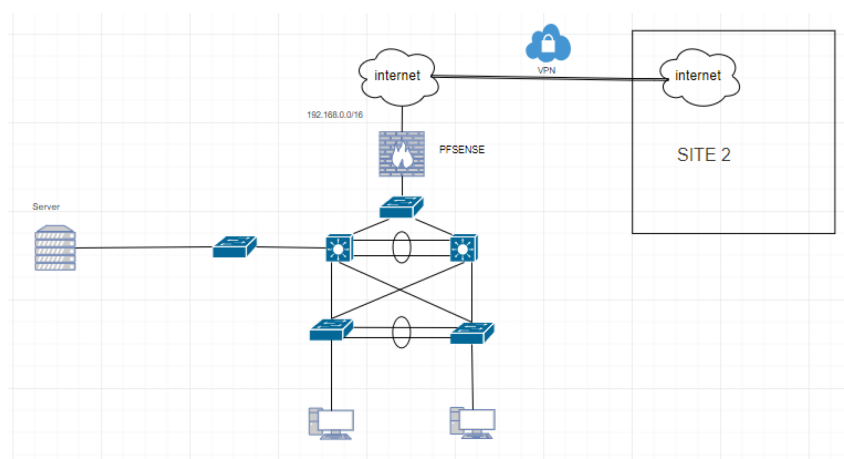 internet
VPN
internet
192.168.0.0/16
PFSENSE
SITE 2
Server